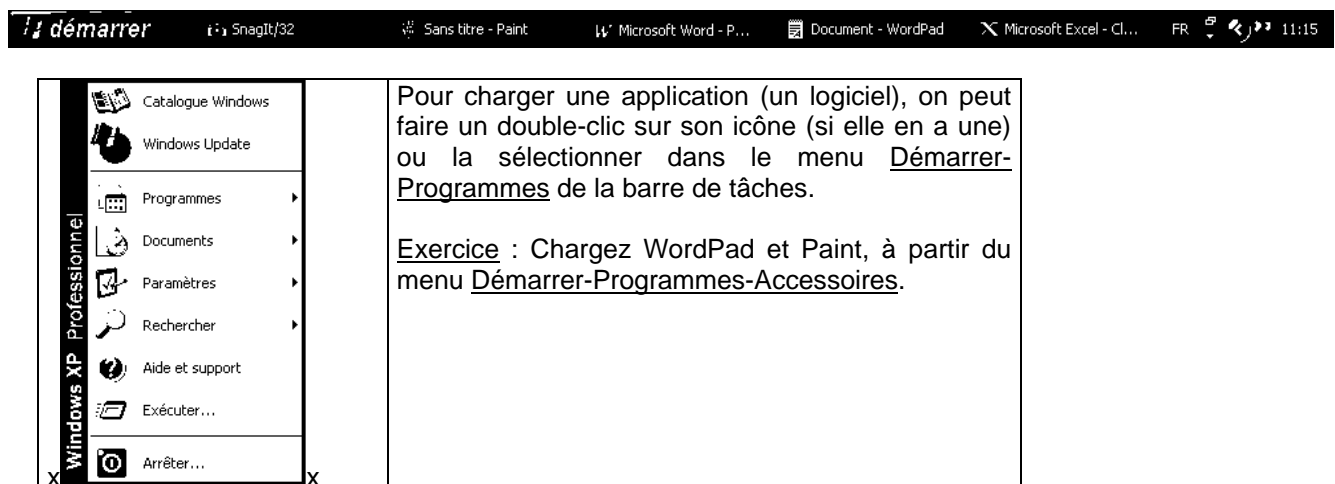 démarrer SnagIt/32 Sans titre - Paint Microsoft Word - P... Document - WordPad Microsoft Excel - Cl... FR 11:15
Windows XP Professionnel
Catalogue Windows
Windows Update
Programmes
Documents
Paramètres
Rechercher
Aide et support
Exécuter...
Arrêter...
x x
Pour charger une application (un logiciel), on peut
faire un double-clic sur son icône (si elle en a une)
ou la sélectionner dans le menu Démarrer-
Programmes de la barre de tâches.
Exercice : Chargez WordPad et Paint, à partir du
menu Démarrer-Programmes-Accessoires.